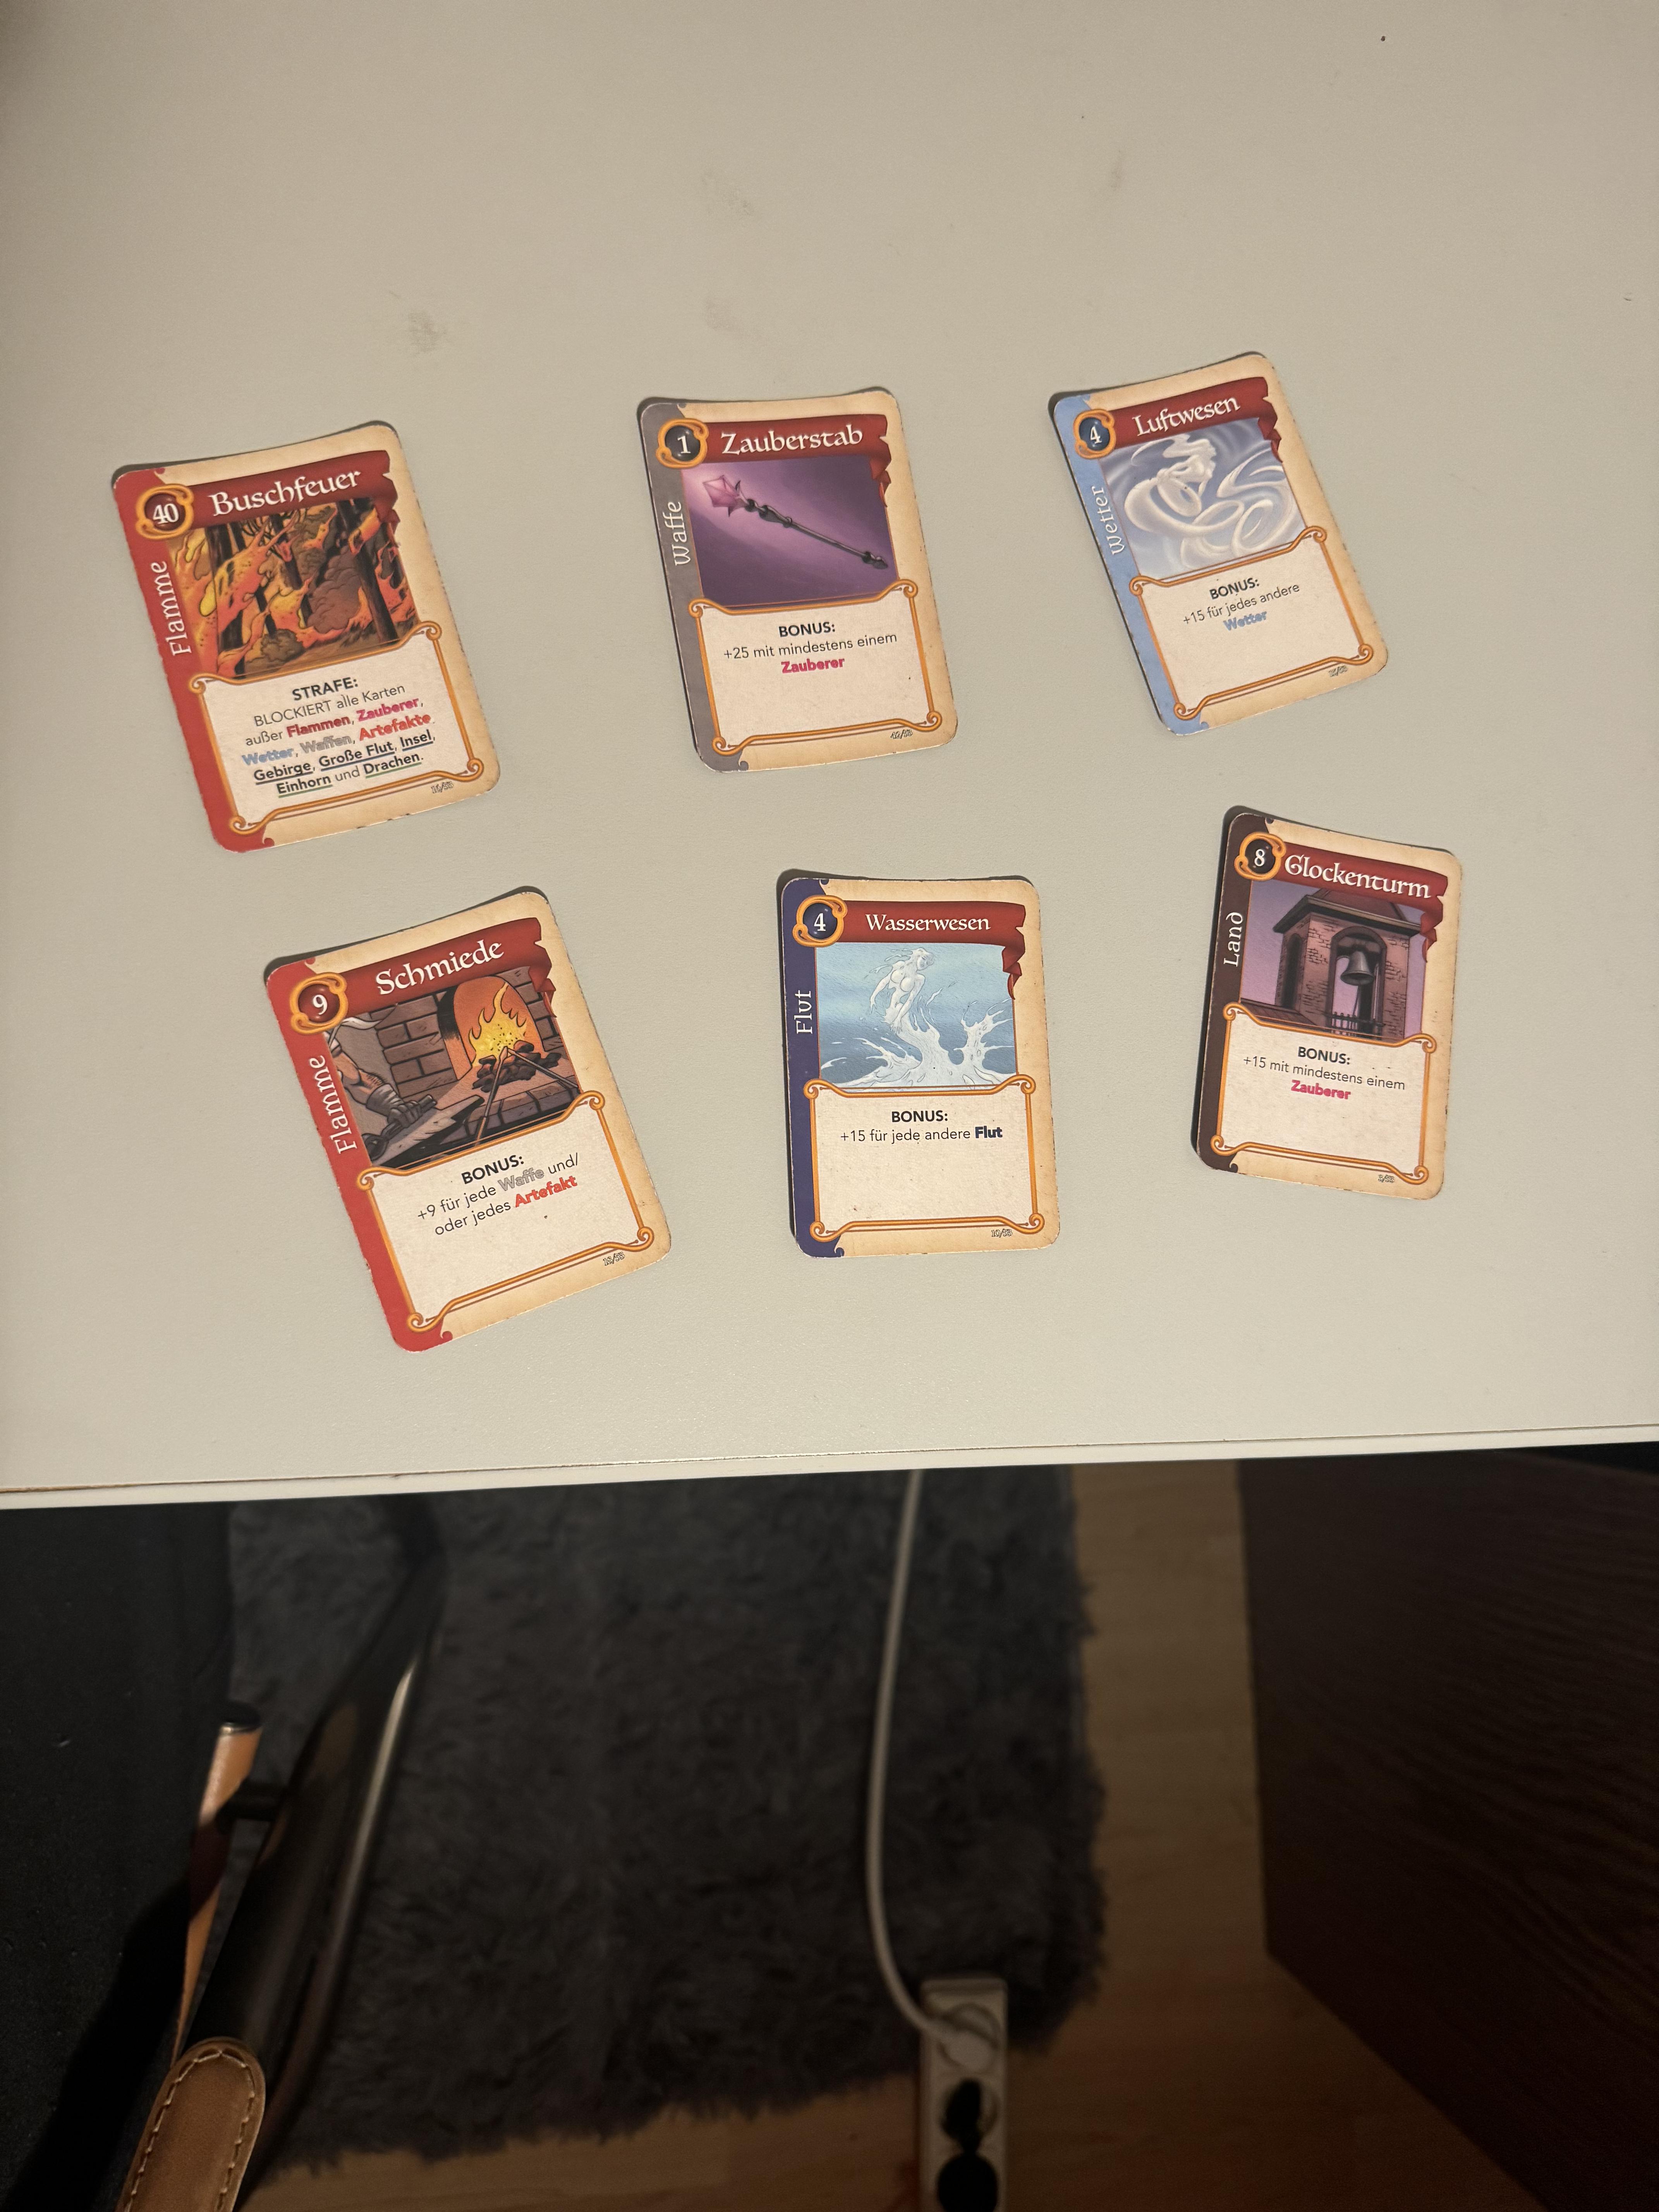 40
Buschfeuer
Flamme
STRAFE:
BLOCKIERT alle Karten
außer Flammen, Zauberer,
Wetter, Waffen, Artefakte,
Gebirge, Große Flut, Insel,
Einhorn und Drachen.
1
Zauberstab
Waffe
BONUS:
+25 mit mindestens einem
Zauberer
4
Luftwesen
Wetter
BONUS:
+15 für jedes andere
Wetter
9
Schmiede
Flamme
BONUS:
+9 für jede Waffe und/
oder jedes Artefakt
4
Wasserwesen
Flut
BONUS:
+15 für jede andere Flut
8
Glockenturm
Land
BONUS:
+15 mit mindestens einem
Zauberer